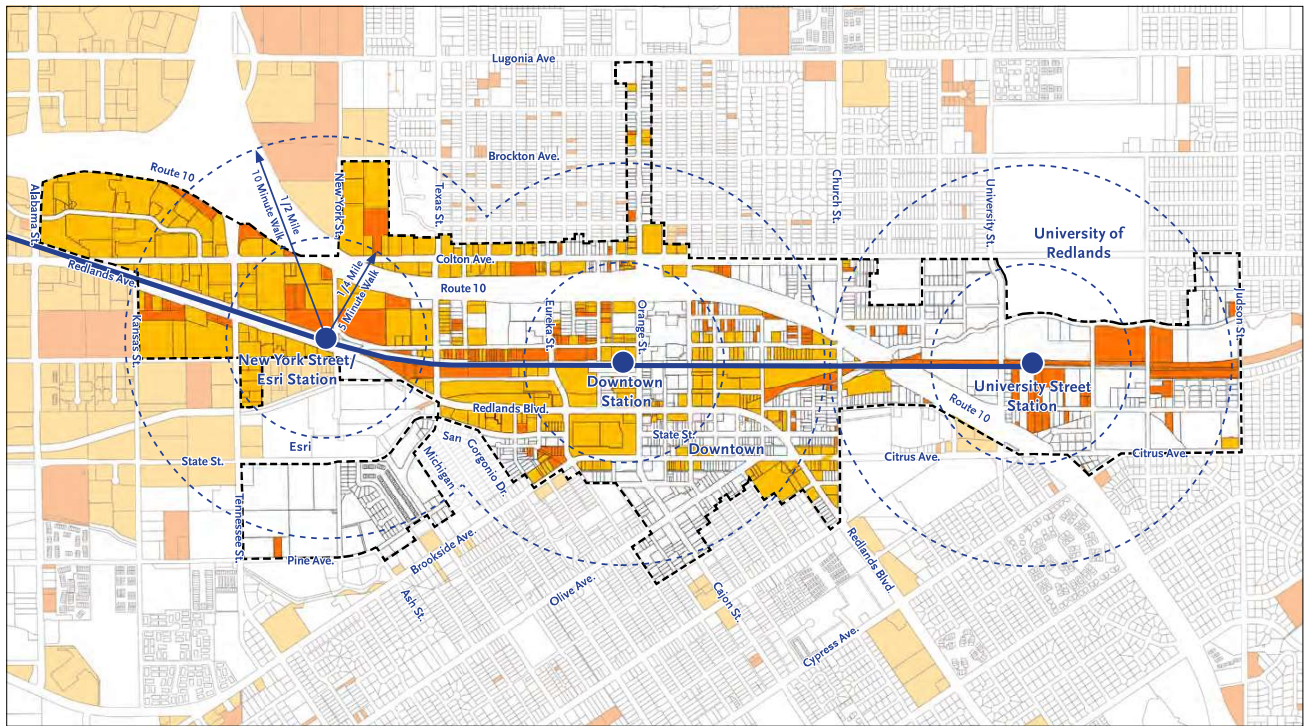 Lugonia Ave
Brockton Ave.
Route 10
1/2 Mile
10 Minute Walk
New York St.
Texas St.
Church St.
University St.
Alabama St.
University of
Redlands
Colton Ave.
Redlands Ave.
1/4 Mile
5 Minute Walk
Route 10
Kansas St.
Eureka St.
Orange St.
Judson St.
New York Street/
Esri Station
Downtown
Station
University Street
Station
Redlands Blvd.
Route 10
State St.
Esri
San Gorgonio Dr.
Downtown
State St.
Michigan
Citrus Ave.
Citrus Ave.
Tennessee St.
Pine Ave.
Brookside Ave.
Redlands Blvd.
Ash St.
Olive Ave.
Cajon St.
Cypress Ave.